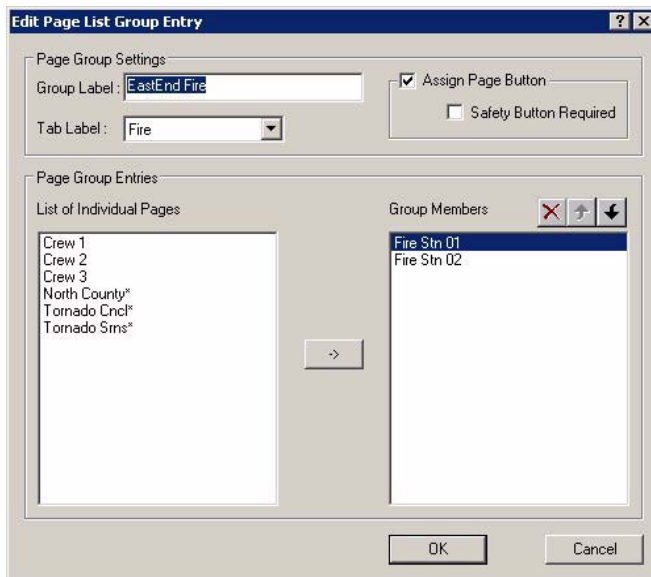 Edit Page List Group Entry
Page Group Settings
Group Label : EastEnd Fire
Assign Page Button
Safety Button Required
Tab Label : Fire
Page Group Entries
List of Individual Pages
Group Members
Crew 1
Crew 2
Crew 3
North County*
Tornado Cncl*
Tornado Srns*
Fire Stn 01
Fire Stn 02
->
OK
Cancel